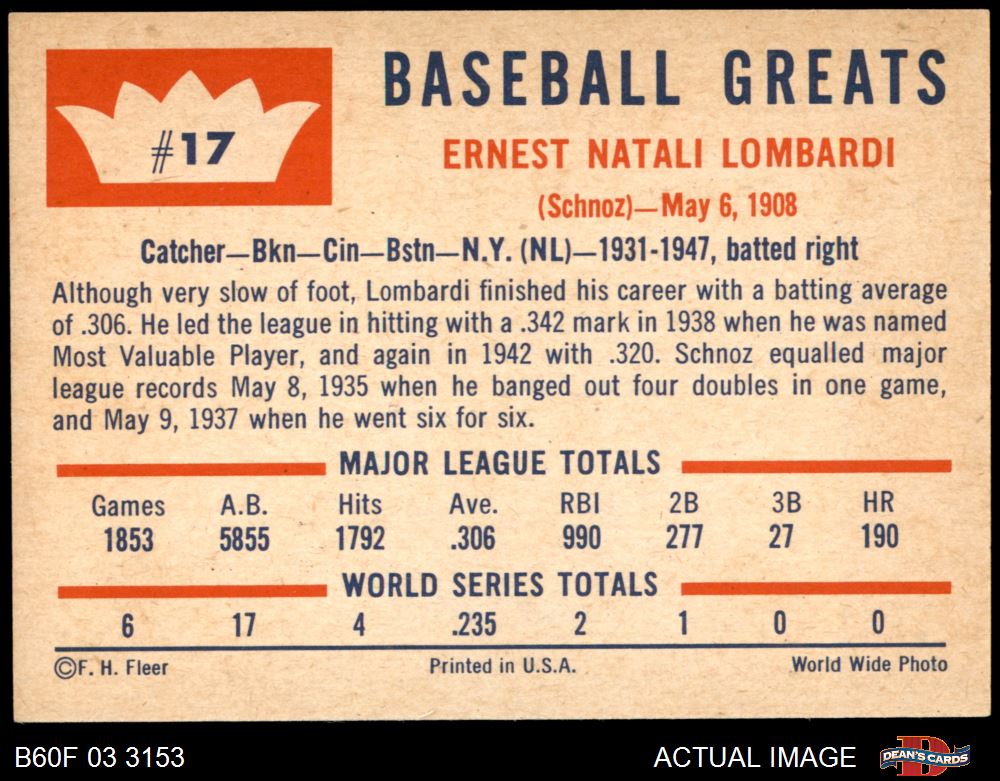 #17
BASEBALL GREATS
ERNEST NATALI LOMBARDI
(Schnoz)—May 6, 1908
Catcher—Bkn—Cin—Bstn—N.Y. (NL)—1931-1947, batted right
Although very slow of foot, Lombardi finished his career with a batting average
of .306. He led the league in hitting with a .342 mark in 1938 when he was named
Most Valuable Player, and again in 1942 with .320. Schnoz equalled major
league records May 8, 1935 when he banged out four doubles in one game,
and May 9, 1937 when he went six for six.
MAJOR LEAGUE TOTALS
Games A.B. Hits Ave. RBI 2B 3B HR
1853 5855 1792 .306 990 277 27 190
WORLD SERIES TOTALS
6 17 4 .235 2 1 0 0
©F. H. Fleer Printed in U.S.A. World Wide Photo
B60F 03 3153 ACTUAL IMAGE D DEAN'S CARDS